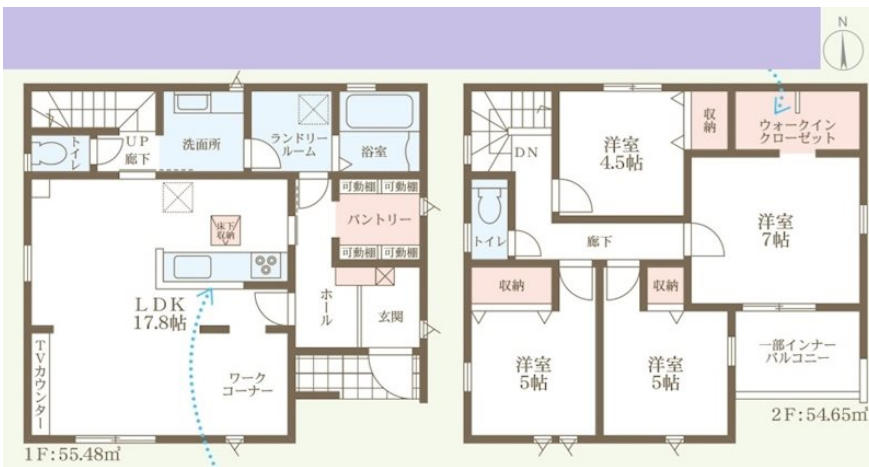 N
UP
廊下
トイレ
洗面所
ランドリー
ルーム
浴室
可動棚 可動棚
パントリー
可動棚 可動棚
床下
収納
LDK
17.8帖
ホール
玄関
TVカウンター
ワーク
コーナー
1F:55.48㎡
DN
洋室
4.5帖
収納
ウォークイン
クローゼット
洋室
7帖
トイレ
廊下
収納
収納
洋室
5帖
洋室
5帖
一部インナー
バルコニー
2F:54.65㎡